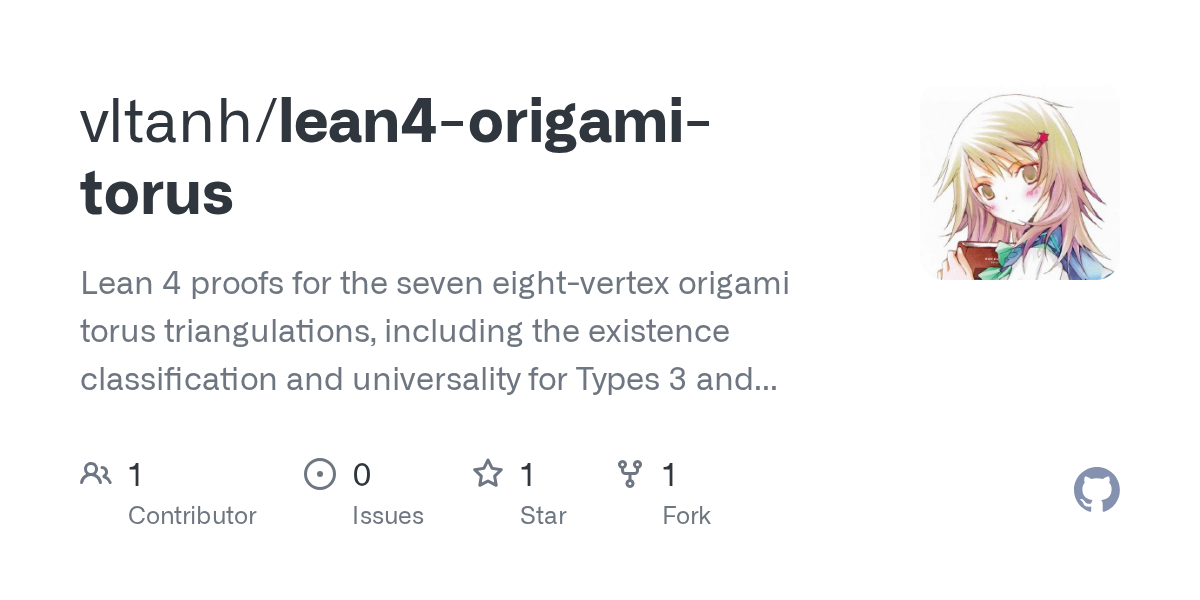 vltanh/lean4-origami-
torus
Lean 4 proofs for the seven eight-vertex origami
torus triangulations, including the existence
classification and universality for Types 3 and...
1
Contributor
0
Issues
1
Star
1
Fork